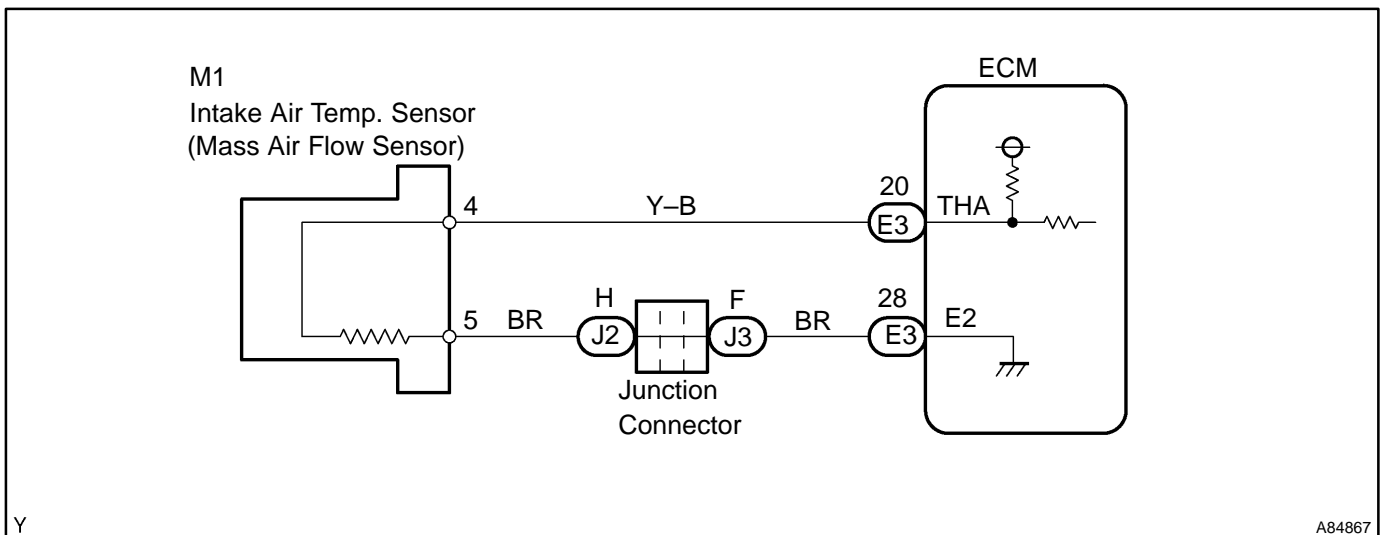 M1
Intake Air Temp. Sensor
(Mass Air Flow Sensor)
ECM
4
Y–B
20
E3
THA
5
BR
H
J2
F
J3
BR
28
E3
E2
Junction
Connector
Y
A84867